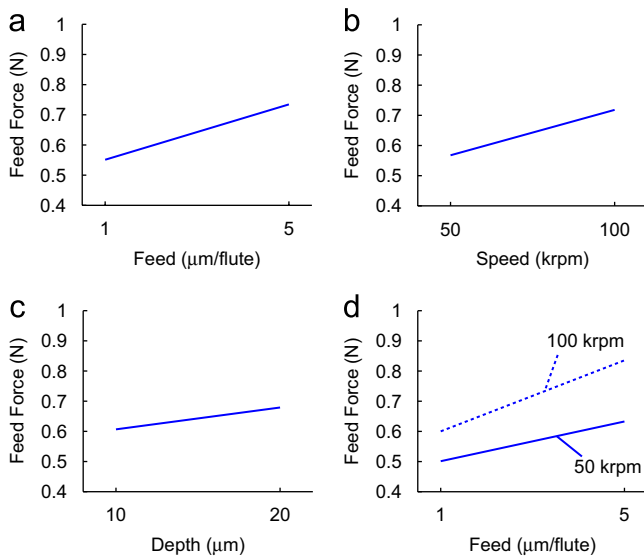 a
1
0.9
0.8
0.7
0.6
0.5
0.4
Feed Force (N)
1 5
Feed (μm/flute)
b
1
0.9
0.8
0.7
0.6
0.5
0.4
Feed Force (N)
50 100
Speed (krpm)
c
1
0.9
0.8
0.7
0.6
0.5
0.4
Feed Force (N)
10 20
Depth (μm)
d
1
0.9
0.8
0.7
0.6
0.5
0.4
Feed Force (N)
100 krpm
50 krpm
1 5
Feed (μm/flute)